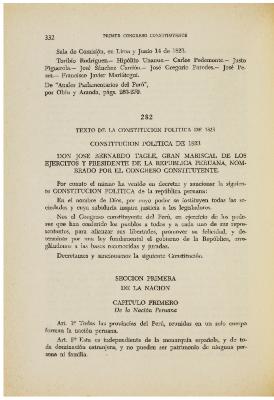 332
PRIMER CONGRESO CONSTITUYENTE
Sala de Comisión, en Lima y Junio 14 de 1823.
Toribio Rodríguez.— Hipólito Unanue.— Carlos Pedemonte.— Justo
Figuerola.— José Sánchez Carrión.— José Gregorio Paredes.— José Pe-
zet.— Francisco Javier Mariátegui.
De "Anales Parlamentarios del Perú",
por Obin y Aranda, págs.
282
TEXTO DE LA CONSTITUCION POLITICA DE 1823
CONSTITUCION POLITICA DE 1823
DON JOSE BERNARDO TAGLE, GRAN MARISCAL DE LOS
EJERCITOS Y PRESIDENTE DE LA REPUBLICA PERUANA, NOM-
BRADO POR EL CONGRESO CONSTITUYENTE.
Por cuanto el mismo ha venido en decretar y sancionar la siguien-
te CONSTITUCION POLITICA de la república peruana:
En el nombre de Dios, por cuyo poder se instituyen todas las so-
ciedades y cuya sabiduría inspira justicia a los legisladores.
Nos el Congreso constituyente del Perú, en ejercicio de los pode-
res que han conferido los pueblos a todos y a cada uno de sus repre-
sentantes, para afianzar sus libertades, promover su felicidad, y de-
terminar por una ley fundamental el gobierno de la República, arre-
glándonos a las bases reconocidas y juradas.
Decretamos y sancionamos la siguiente Constitución.
SECCION PRIMERA
DE LA NACION
CAPITULO PRIMERO
De la Nación Peruana
Art. 1º Todas las provincias del Perú, reunidas en un solo cuerpo
forman la nación peruana.
Art. 2º Esta es independiente de la monarquía española, y de to-
da dominación extranjera, y no pueden ser patrimonio de ninguna per-
sona ni familia.